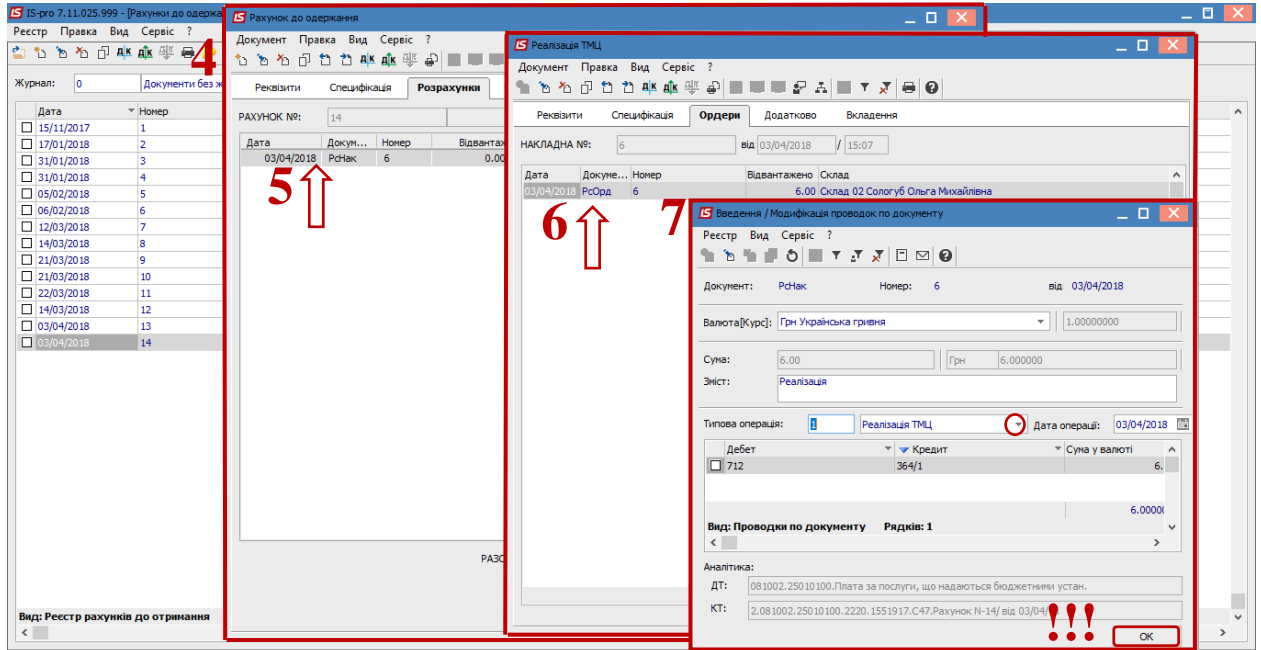 IS-pro 7.11.025.999 - [Рахунки до одержа
Реєстр Правка Вид Сервіс ?
4
Журнал: 0 Документи без ж
Дата Номер
15/11/2017 1
17/01/2018 2
31/01/2018 3
31/01/2018 4
05/02/2018 5
06/02/2018 6
12/03/2018 7
14/03/2018 8
21/03/2018 9
21/03/2018 10
22/03/2018 11
14/03/2018 12
03/04/2018 13
03/04/2018 14
Вид: Реєстр рахунків до отримання
Рахунок до одержання
Документ Правка Вид Сервіс ?
Реквізити Специфікація Розрахунки
РАХУНОК №: 14
Дата Докум... Номер Відвантаж
03/04/2018 РсНак 6 0.00
5
РАЗО
Реалізація ТМЦ
Документ Правка Вид Сервіс ?
Реквізити Специфікація Ордери Додатково Вкладення
НАКЛАДНА №: 6 від 03/04/2018 / 15:07
Дата Докуме... Номер Відвантажено Склад
03/04/2018 РсОрд 6 6.00 Склад 02 Сологуб Ольга Михайлівна
6
7
Введення / Модифікація проводок по документу
Реєстр Вид Сервіс ?
Документ: РсНак Номер: 6 від 03/04/2018
Валюта[Курс]: Грн Українська гривня 1.00000000
Сума: 6.00 Грн 6.000000
Зміст: Реалізація
Типова операція: 1 Реалізація ТМЦ Дата операції: 03/04/2018
Дебет Кредит Сума у валюті
712 364/1 6.
6.0000
Вид: Проводки по документу Рядків: 1
Аналітика:
ДТ: 081002.25010100.Плата за послуги, що надаються бюджетними устан.
КТ: 2.081002.25010100.2220.1551917.С47.Рахунок N-14/ від 03/04/
!!!
OK